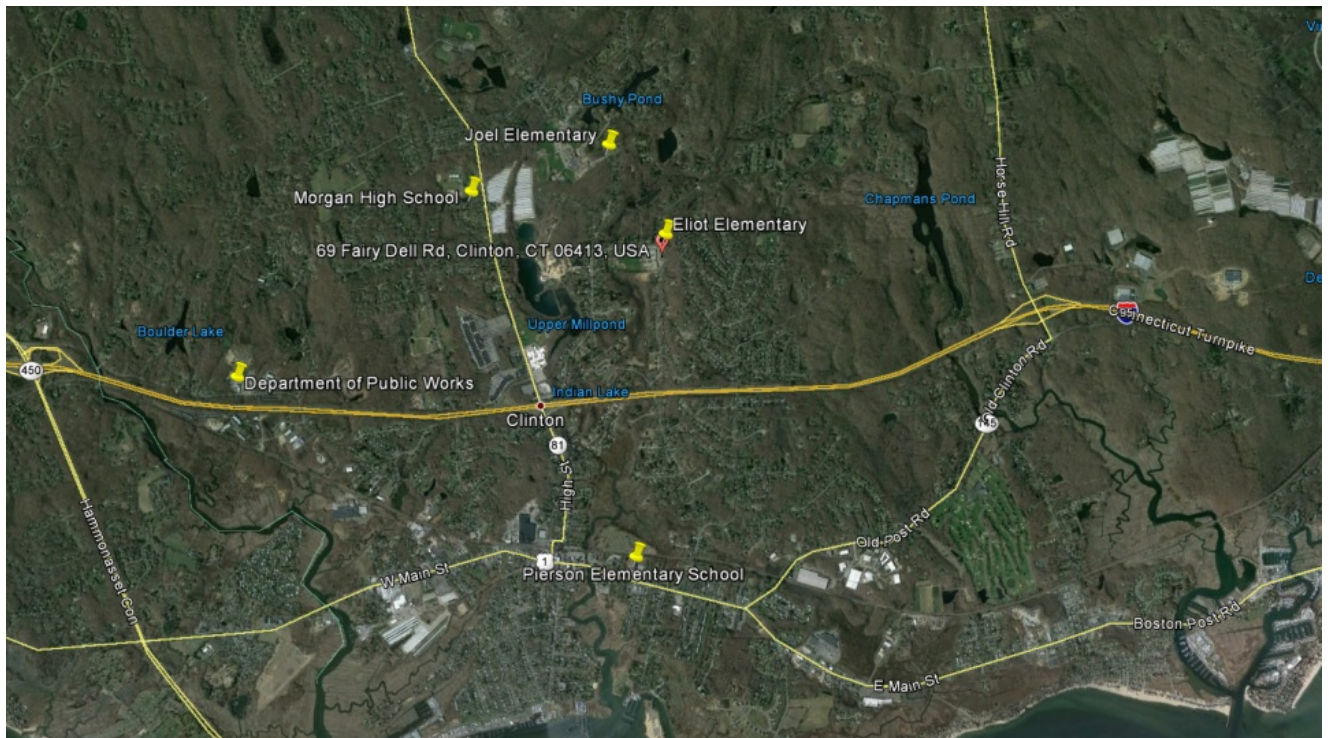 Bushy Pond
Joel Elementary
Morgan High School
Chapmans Pond
Horse Hill Rd
Eliot Elementary
69 Fairy Dell Rd, Clinton, CT 06413, USA
Boulder Lake
Upper Millpond
95
Connecticut Turnpike
450
Department of Public Works
Indian Lake
Clinton
Old Clinton Rd
145
81
High St
Hammonasset Con
Old Post Rd
1
W Main St
Pierson Elementary School
Boston Post Rd
E Main St